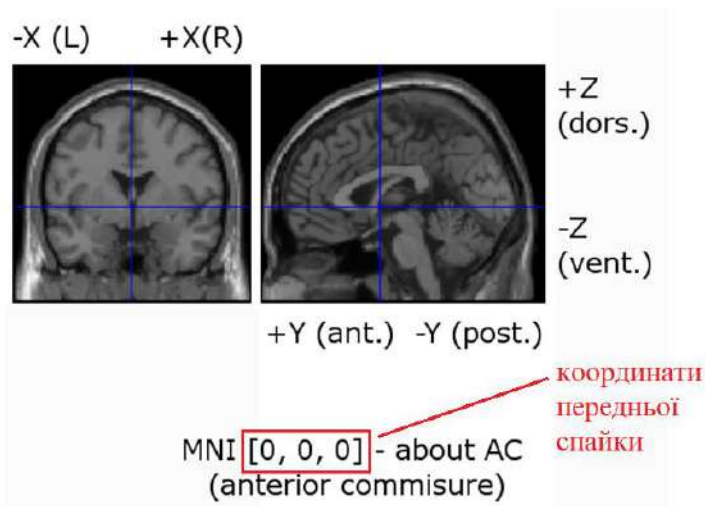 -X (L) +X(R)
+Z
(dors.)
-Z
(vent.)
+Y (ant.) -Y (post.)
координати
передньої
спайки
MNI [0, 0, 0] - about AC
(anterior commisure)